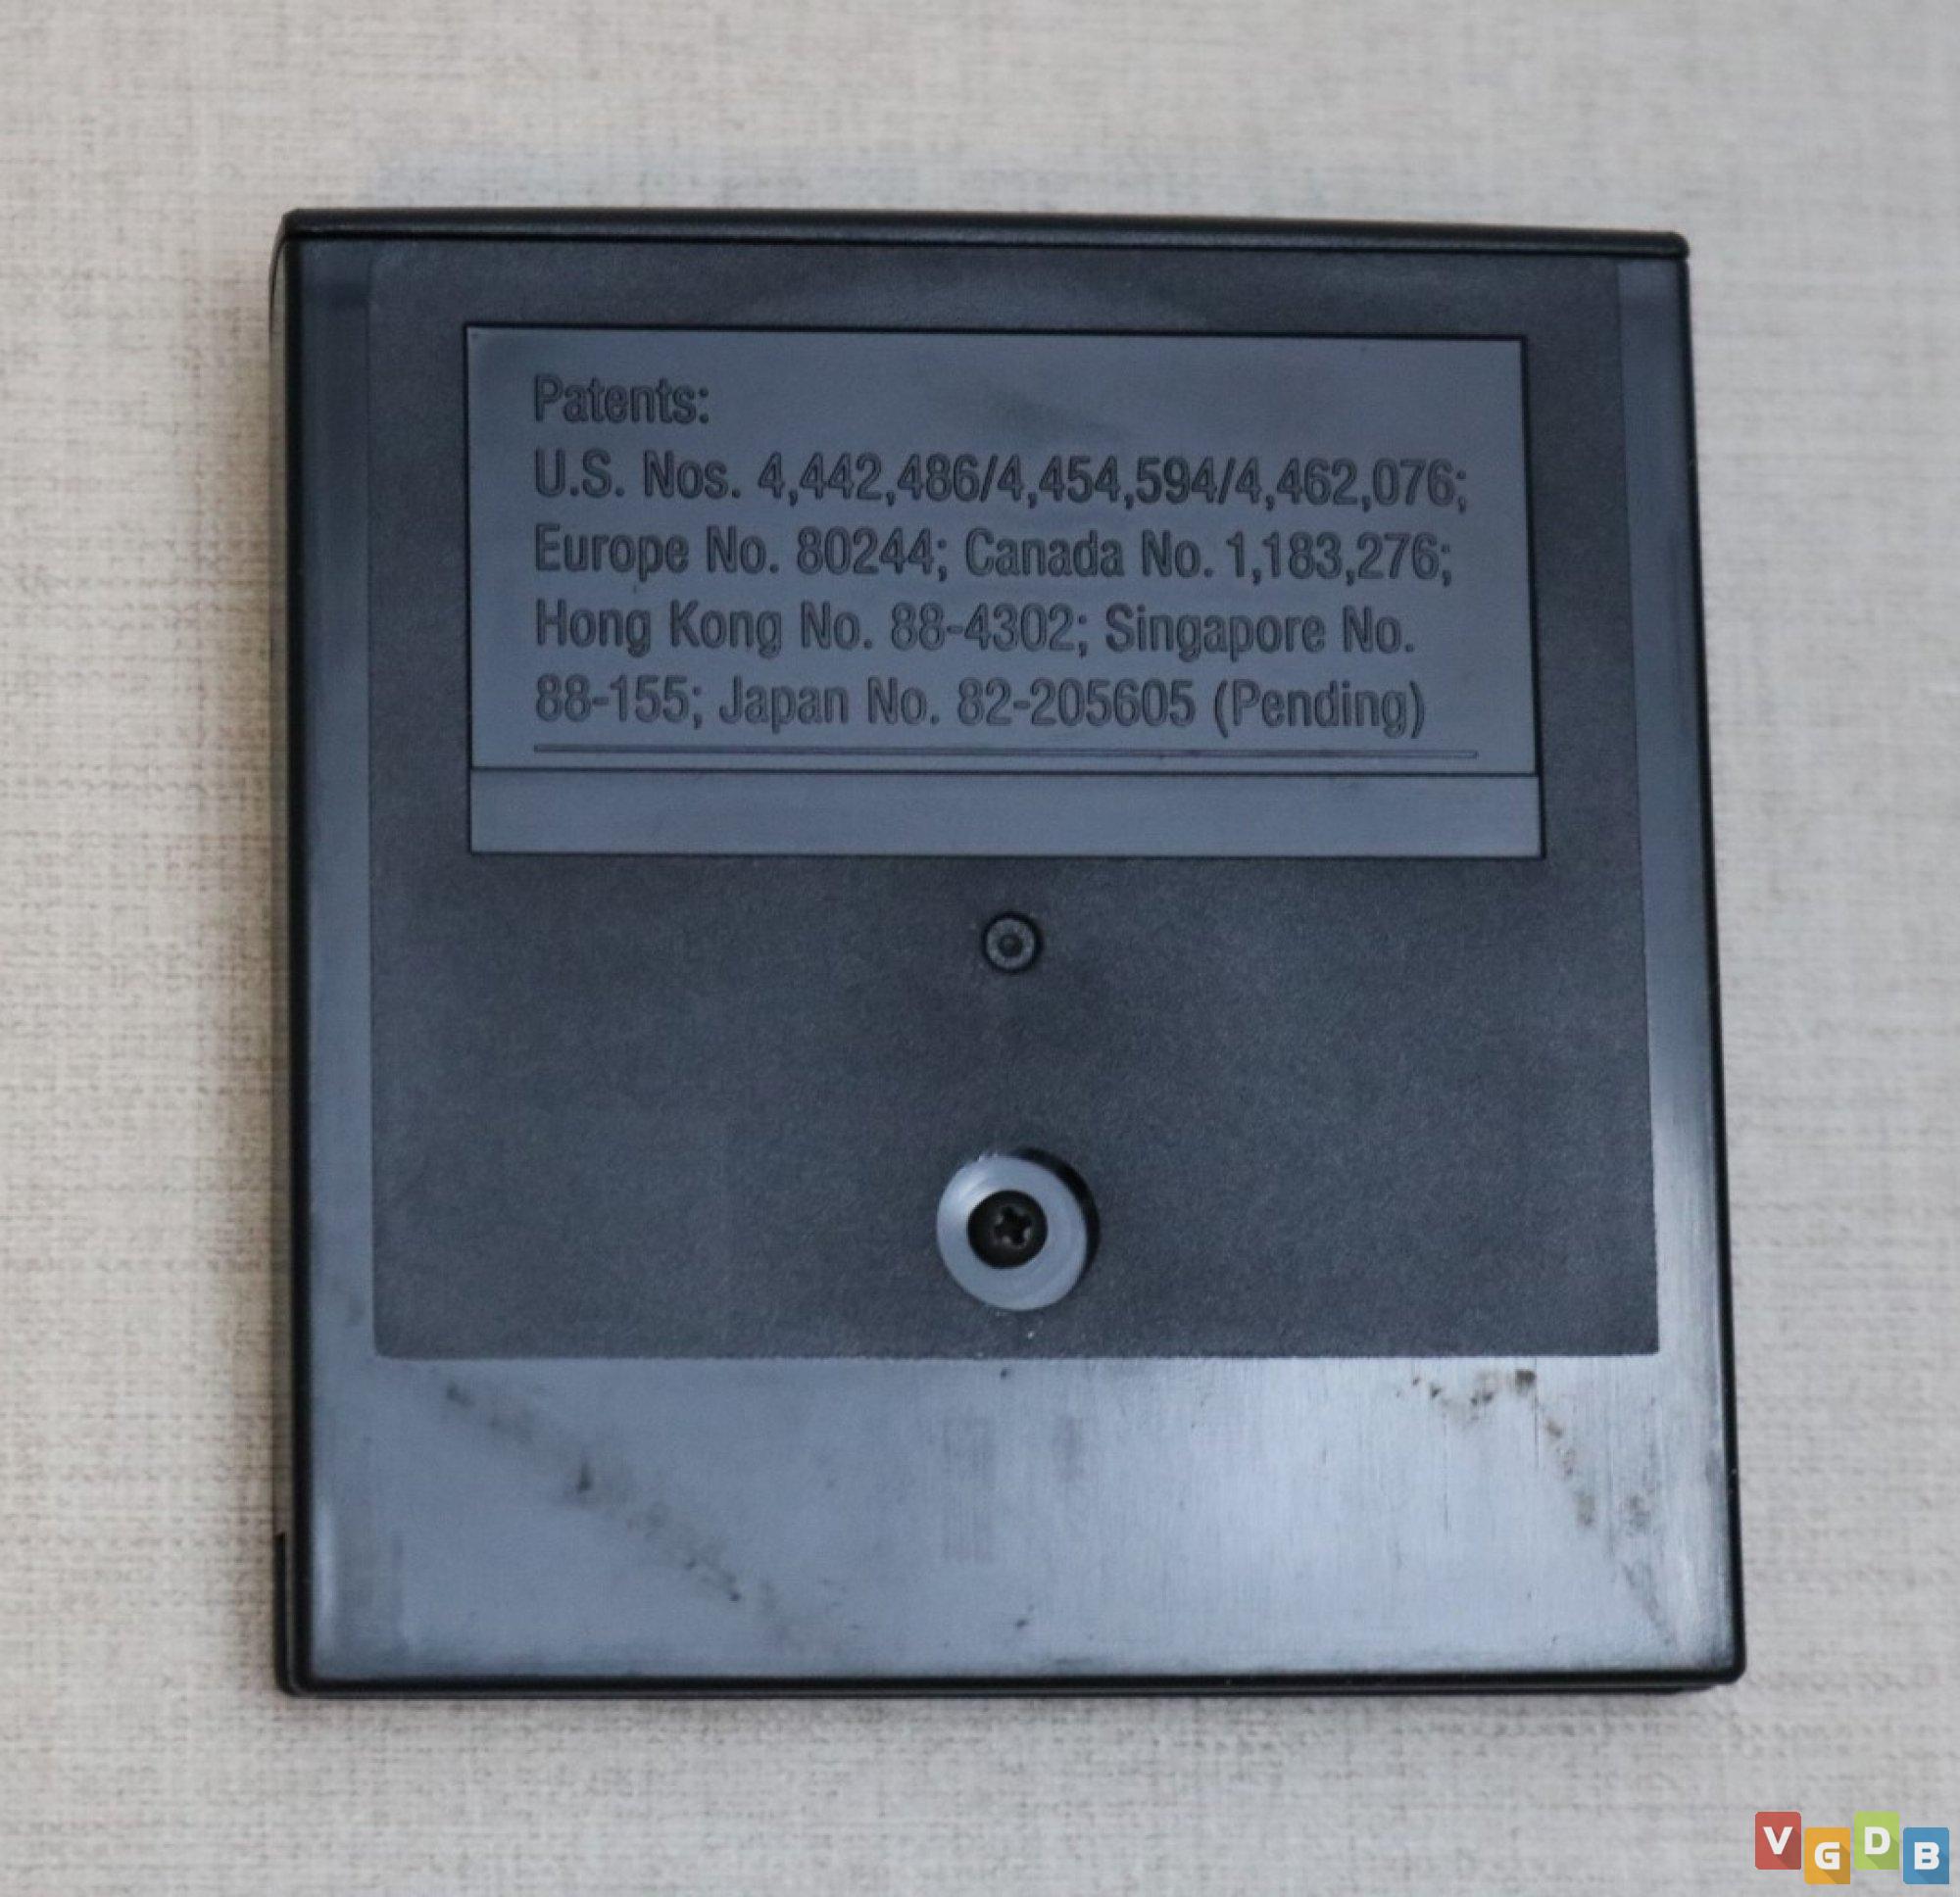 Patents:
U.S. Nos. 4,442,486/4,454,594/4,462,076;
Europe No. 80244; Canada No. 1,183,276;
Hong Kong No. 88-4302; Singapore No.
88-155; Japan No. 82-205605 (Pending)
VGDB